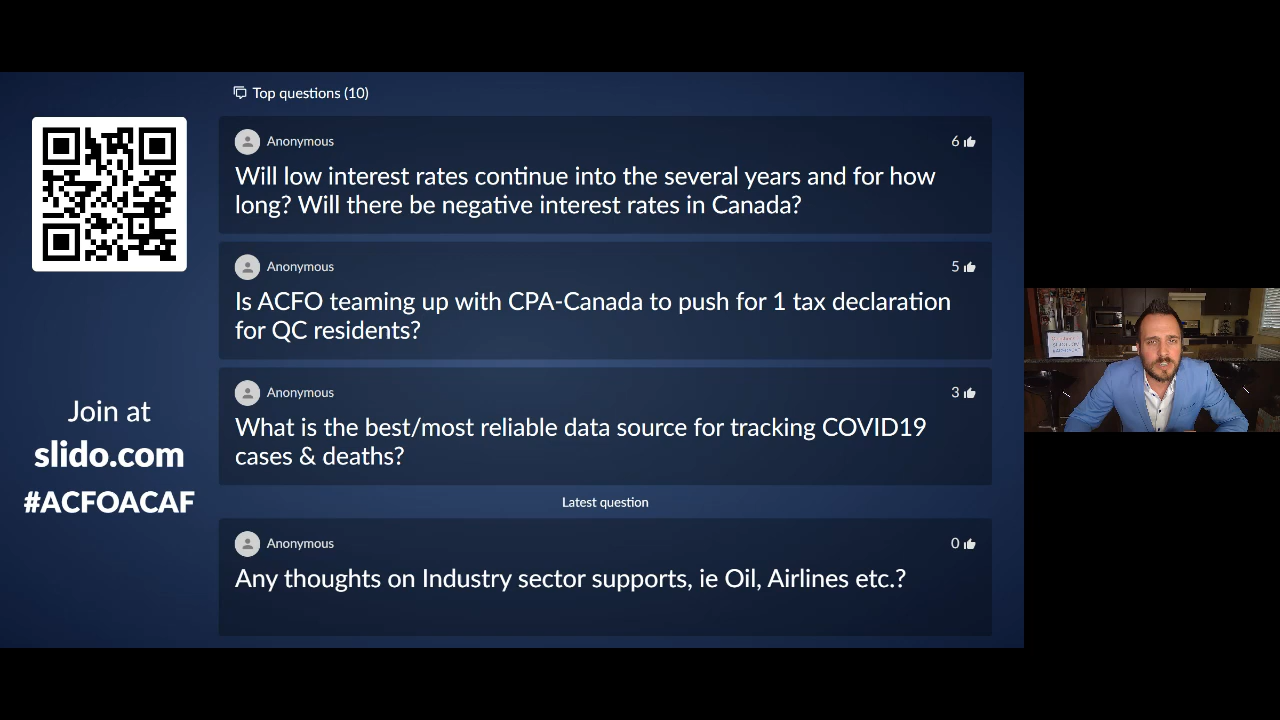 Top questions (10)
Anonymous
6
Will low interest rates continue into the several years and for how
long? Will there be negative interest rates in Canada?
Anonymous
5
Is ACFO teaming up with CPA-Canada to push for 1 tax declaration
for QC residents?
Anonymous
3
What is the best/most reliable data source for tracking COVID19
cases & deaths?
Latest question
Anonymous
0
Any thoughts on Industry sector supports, ie Oil, Airlines etc.?
Join at
slido.com
#ACFOACAF